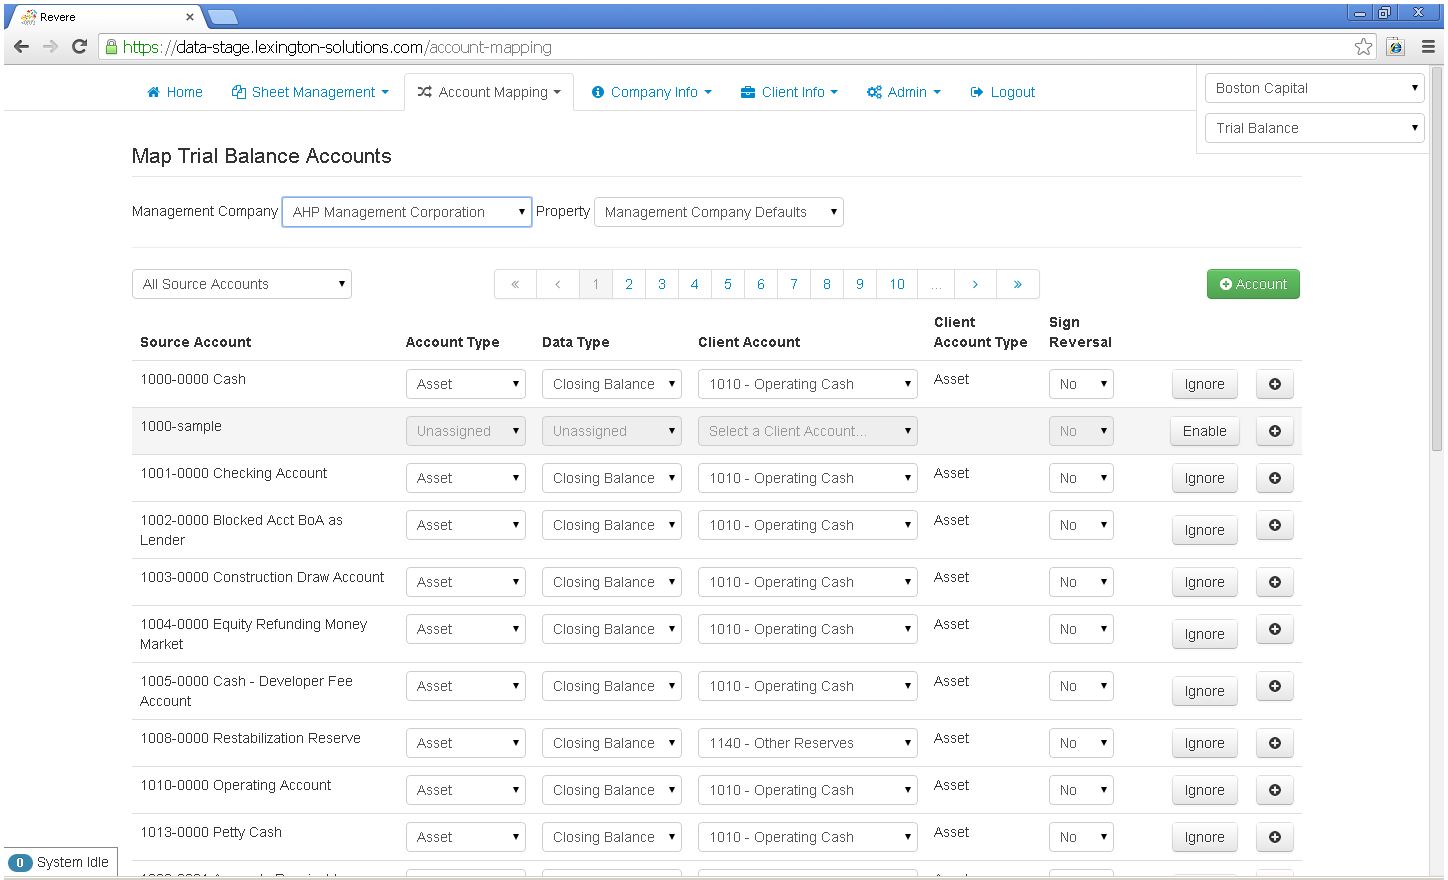 Revere
https://data-stage.lexington-solutions.com/account-mapping
Home Sheet Management Account Mapping Company Info Client Info Admin Logout
Boston Capital
Trial Balance
Map Trial Balance Accounts
Management Company AHP Management Corporation Property Management Company Defaults
All Source Accounts « ‹ 1 2 3 4 5 6 7 8 9 10 ... › » Account
Source Account Account Type Data Type Client Account Client Account Type Sign Reversal
1000-0000 Cash Asset Closing Balance 1010 - Operating Cash Asset No Ignore
1000-sample Unassigned Unassigned Select a Client Account... No Enable
1001-0000 Checking Account Asset Closing Balance 1010 - Operating Cash Asset No Ignore
1002-0000 Blocked Acct BoA as
Lender Asset Closing Balance 1010 - Operating Cash Asset No Ignore
1003-0000 Construction Draw Account Asset Closing Balance 1010 - Operating Cash Asset No Ignore
1004-0000 Equity Refunding Money
Market Asset Closing Balance 1010 - Operating Cash Asset No Ignore
1005-0000 Cash - Developer Fee
Account Asset Closing Balance 1010 - Operating Cash Asset No Ignore
1008-0000 Restabilization Reserve Asset Closing Balance 1140 - Other Reserves Asset No Ignore
1010-0000 Operating Account Asset Closing Balance 1010 - Operating Cash Asset No Ignore
1013-0000 Petty Cash Asset Closing Balance 1010 - Operating Cash Asset No Ignore
0 System Idle